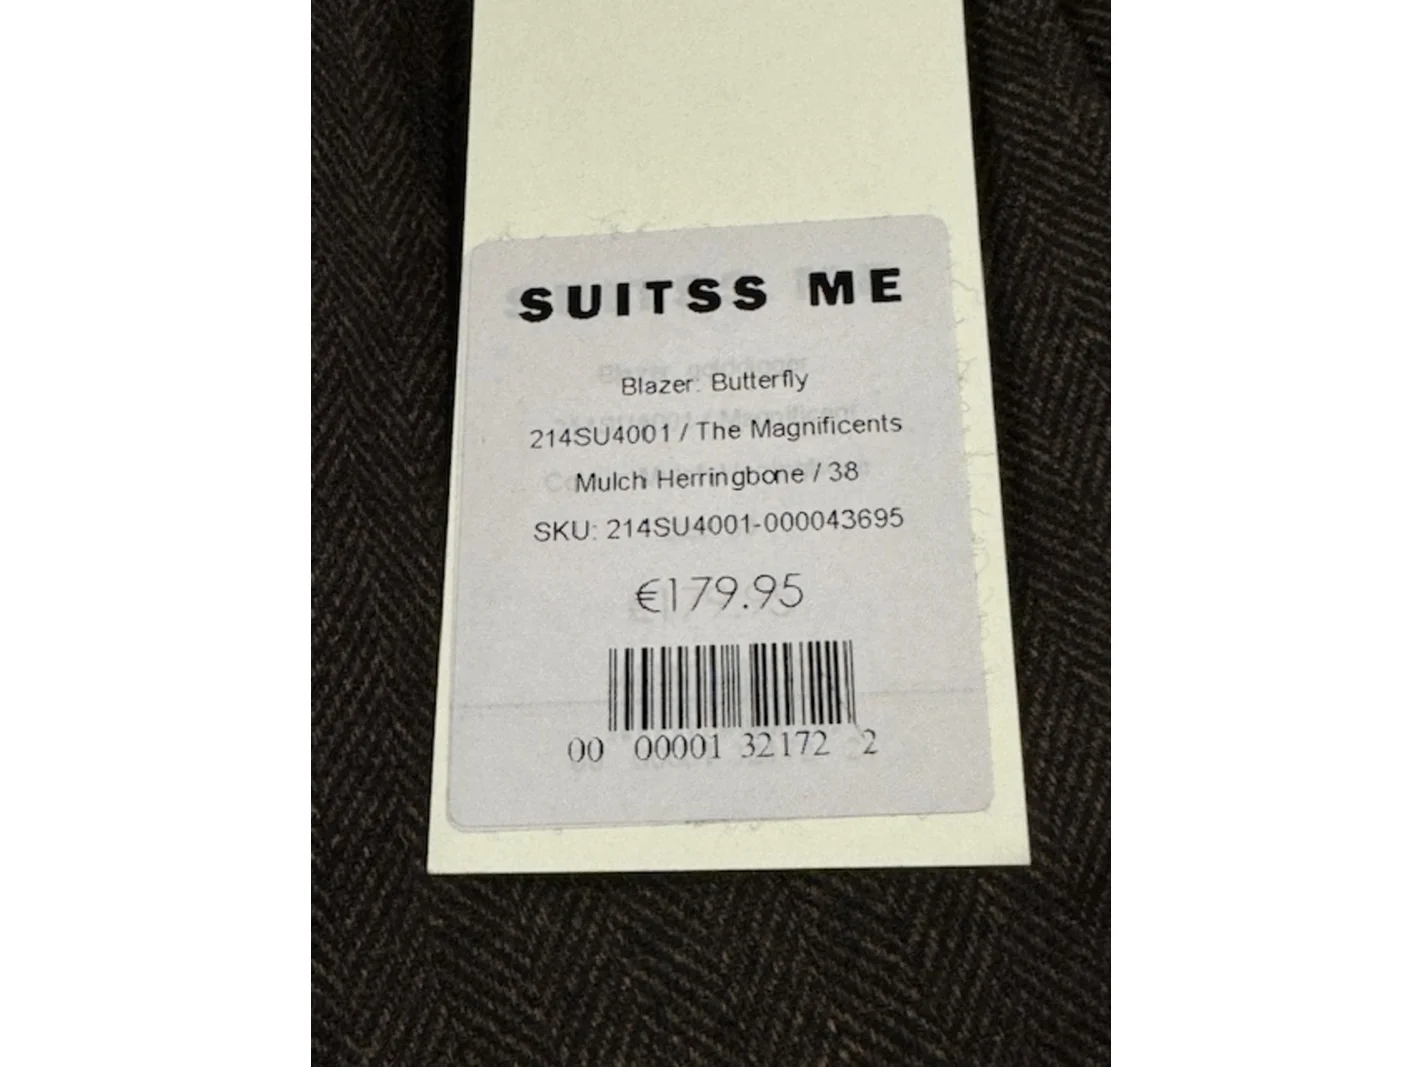 SUITSS ME
Blazer: Butterfly
214SU4001 / The Magnificents
Mulch Herringbone / 38
SKU: 214SU4001-000043695
€179.95
00 00001 32172 2